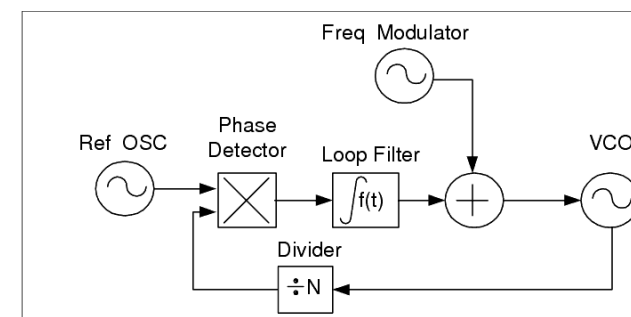 Freq Modulator
Ref OSC
Phase
Detector
Loop Filter
VCO
∫f(t)
+
Divider
÷N